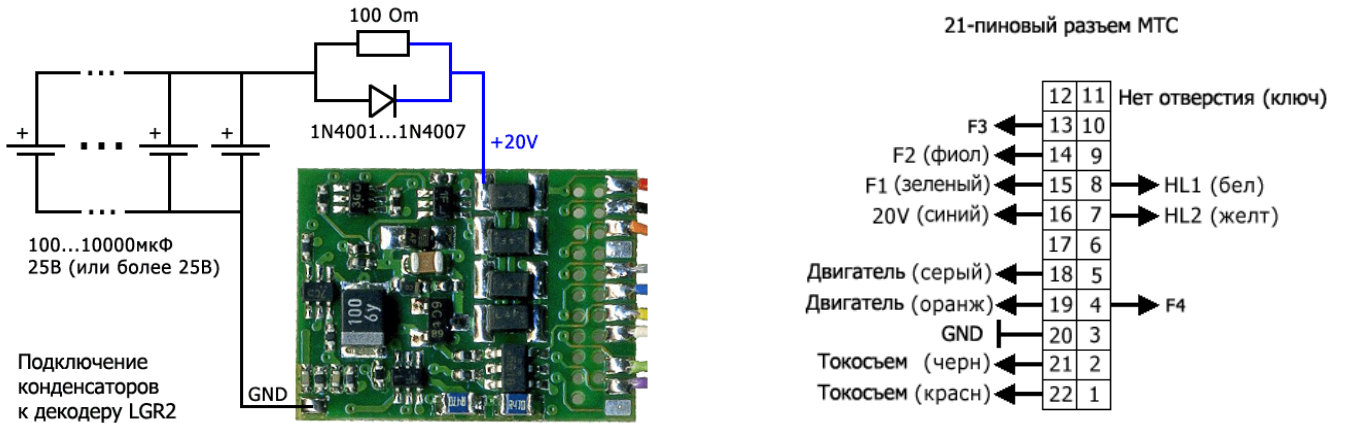 100 Om
1N4001...1N4007
+20V
+
+
+
100...10000мкФ
25В (или более 25В)
Подключение
конденсаторов
к декодеру LGR2
GND
100
6y
21-пиновый разъем МТС
12 11 Нет отверстия (ключ)
F3 13 10
F2 (фиол) 14 9
F1 (зеленый) 15 8 HL1 (бел)
20V (синий) 16 7 HL2 (желт)
17 6
Двигатель (серый) 18 5
Двигатель (оранж) 19 4 F4
GND 20 3
Токосъем (черн) 21 2
Токосъем (красн) 22 1